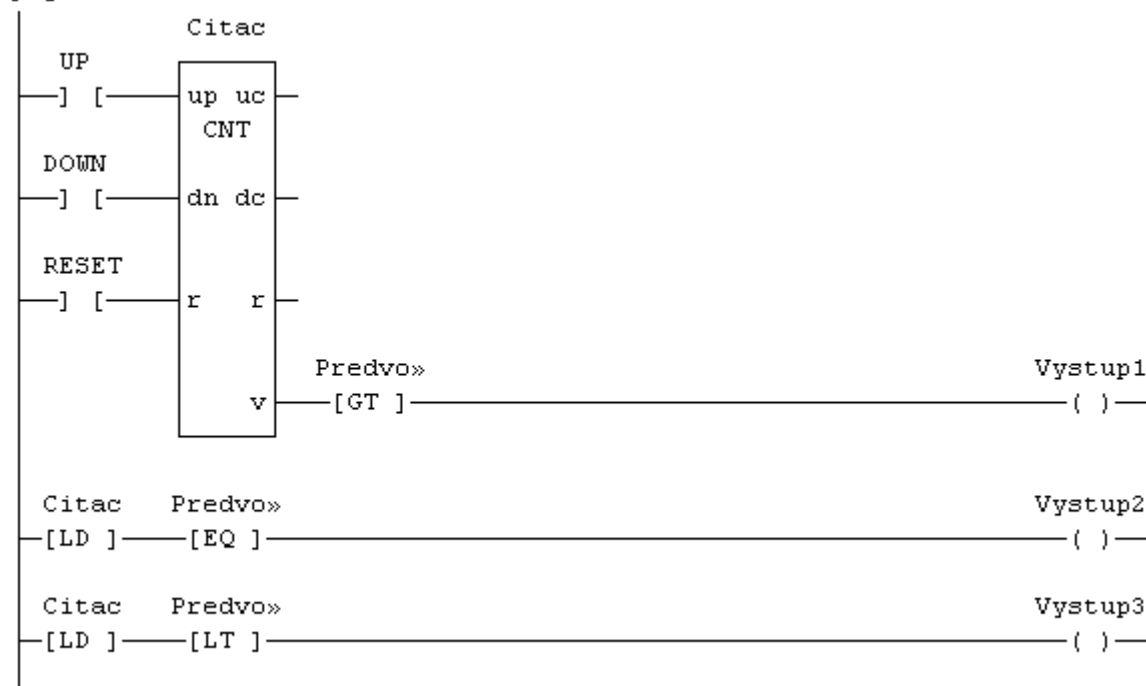 Citac
UP
] [ up uc
CNT
DOWN
] [ dn dc
RESET
] [ r r
Predvo» Vystup1
v [GT ] ( )
Citac Predvo» Vystup2
[LD ] [EQ ] ( )
Citac Predvo» Vystup3
[LD ] [LT ] ( )